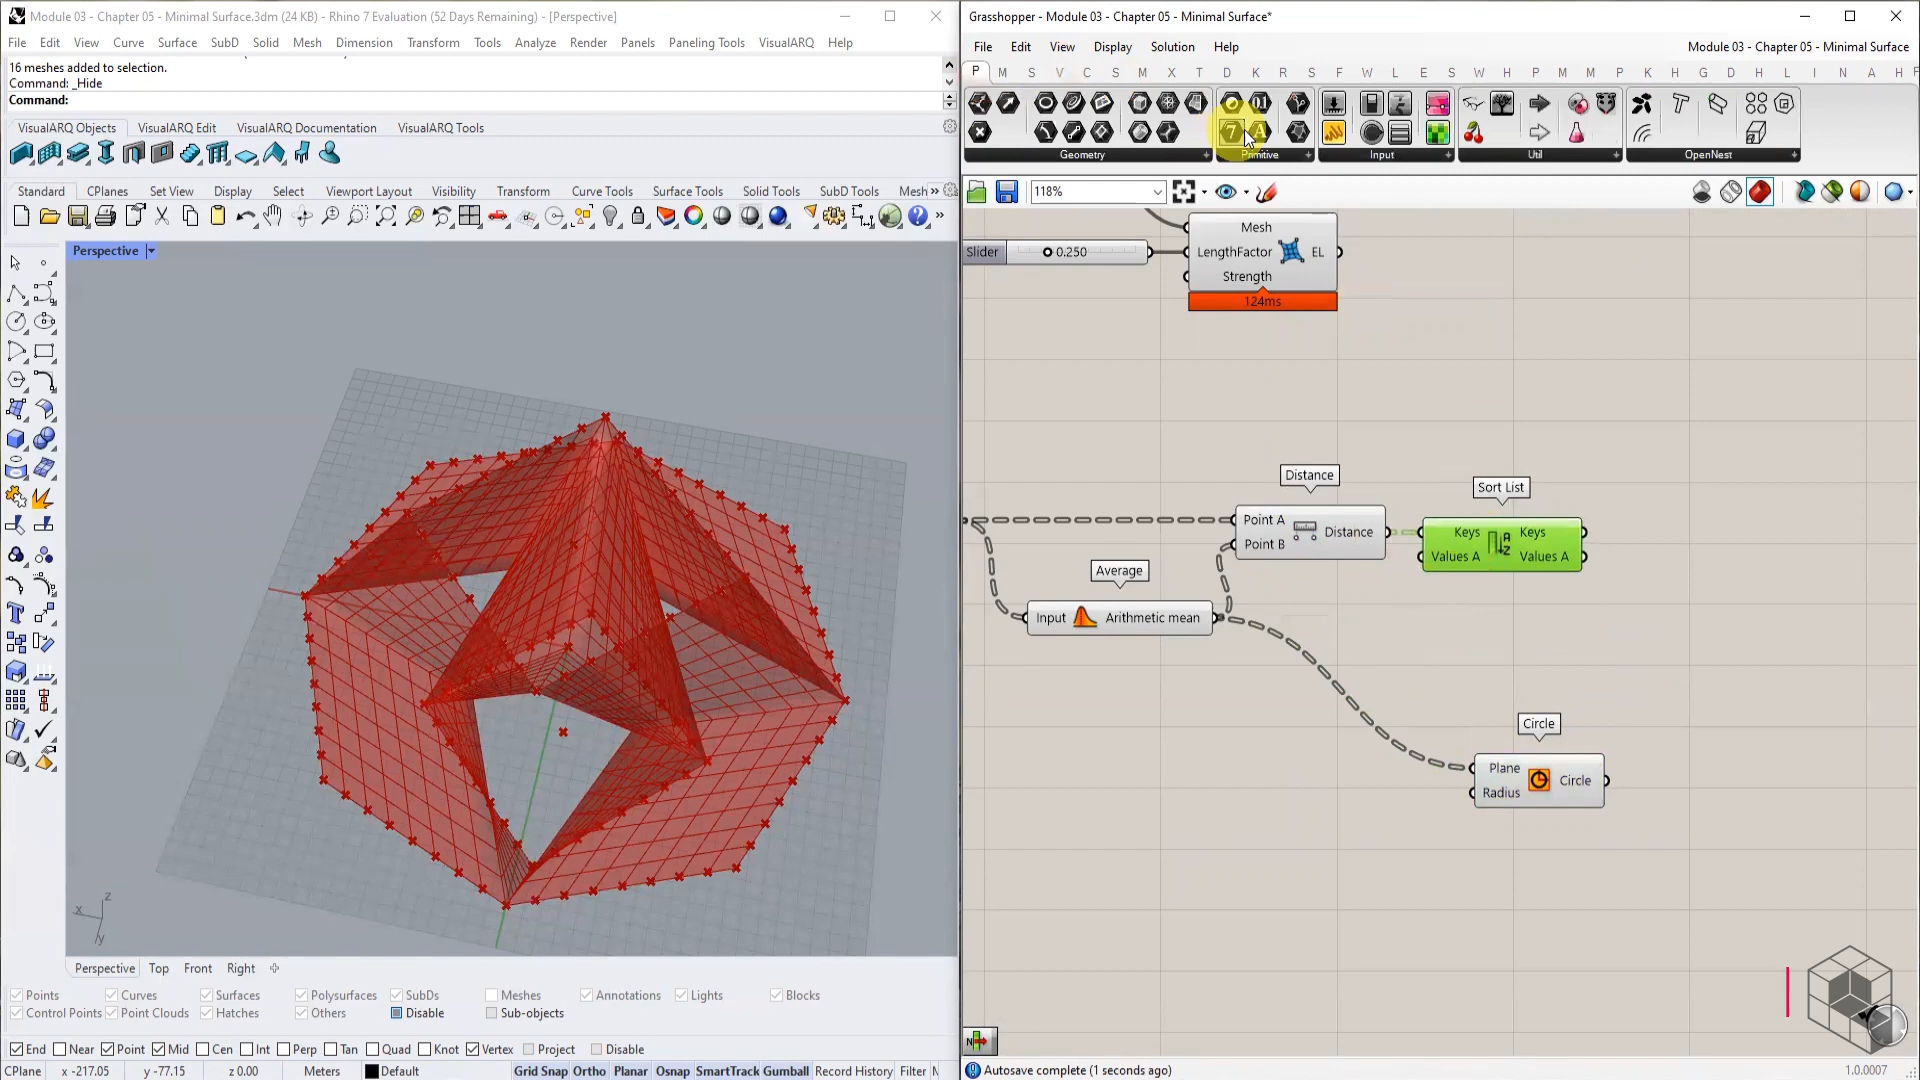 Module 03 - Chapter 05 - Minimal Surface.3dm (24 KB) - Rhino 7 Evaluation (52 Days Remaining) - [Perspective]
File Edit View Curve Surface SubD Solid Mesh Dimension Transform Tools Analyze Render Panels Paneling Tools VisualARQ Help
16 meshes added to selection.
Command: _Hide
Command:
VisualARQ Objects VisualARQ Edit VisualARQ Documentation VisualARQ Tools
Standard CPlanes Set View Display Select Viewport Layout Visibility Transform Curve Tools Surface Tools Solid Tools SubD Tools Mesh »
Perspective
z
x
y
Perspective Top Front Right
Points Curves Surfaces Polysurfaces SubDs Meshes Annotations Lights Blocks
Control Points Point Clouds Hatches Others Disable Sub-objects
End Near Point Mid Cen Int Perp Tan Quad Knot Vertex Project Disable
CPlane x -217.05 y -77.15 z 0.00 Meters Default Grid Snap Ortho Planar Osnap SmartTrack Gumball Record History Filter
Grasshopper - Module 03 - Chapter 05 - Minimal Surface*
File Edit View Display Solution Help Module 03 - Chapter 05 - Minimal Surface
P M S V C S M X T D K R S F W L E S W H P M M P K H G D H L I N A H F
Geometry Primitive Input Util OpenNest
118%
Mesh
Slider 0.250 LengthFactor EL
Strength
124ms
Distance
Sort List
Point A Distance
Point B
Keys Keys
Values A Values A
Average
Input Arithmetic mean
Circle
Plane Circle
Radius
Autosave complete (1 seconds ago) 1.0.0007